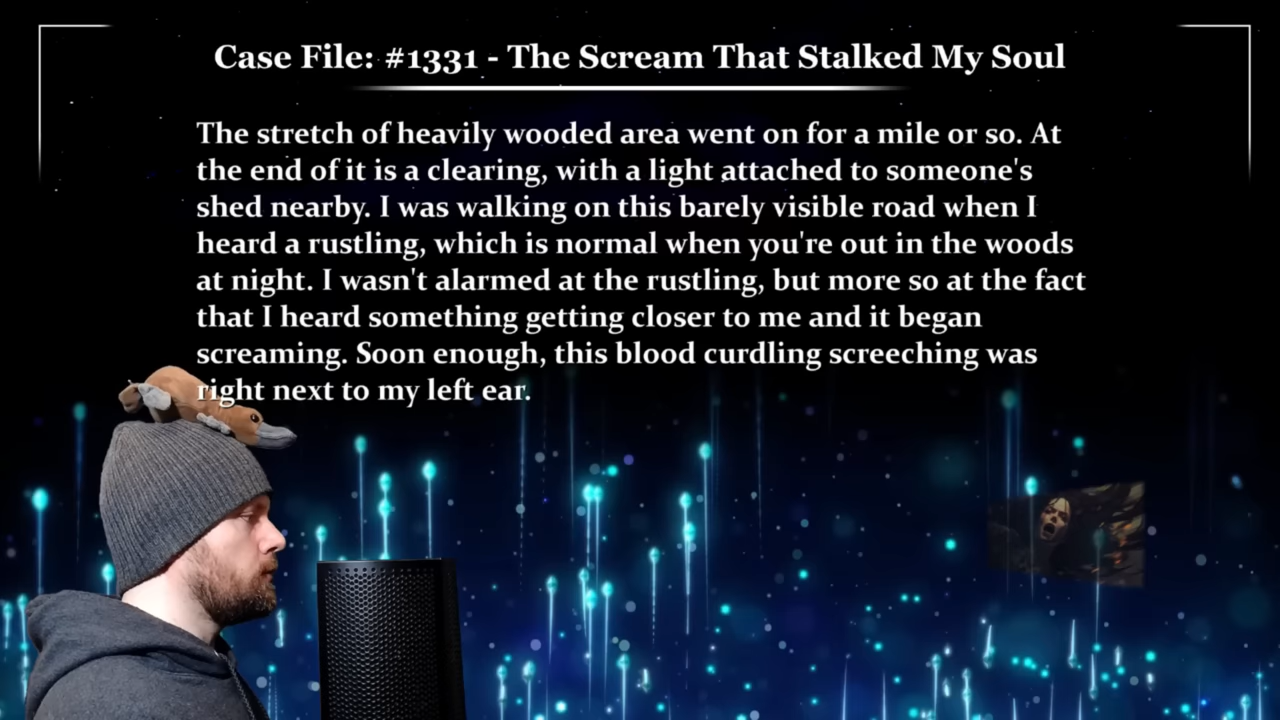 Case File: #1331 - The Scream That Stalked My Soul
The stretch of heavily wooded area went on for a mile or so. At
the end of it is a clearing, with a light attached to someone's
shed nearby. I was walking on this barely visible road when I
heard a rustling, which is normal when you're out in the woods
at night. I wasn't alarmed at the rustling, but more so at the fact
that I heard something getting closer to me and it began
screaming. Soon enough, this blood curdling screeching was
right next to my left ear.